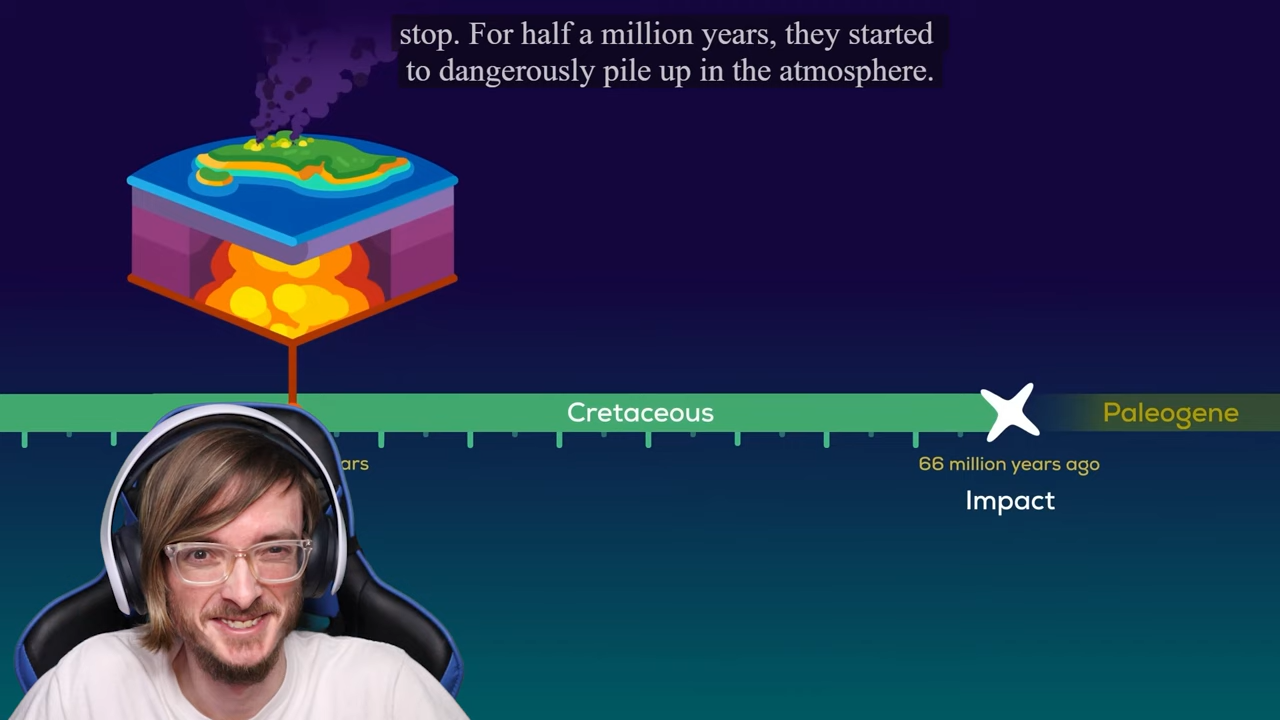 stop. For half a million years, they started
to dangerously pile up in the atmosphere.
Cretaceous
Paleogene
66 million years ago
Impact